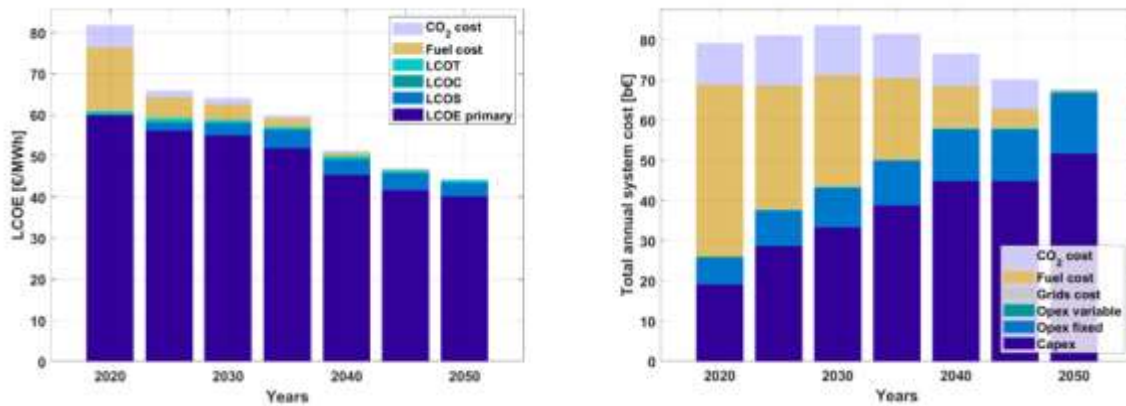 LCOE [€/MWh]
80
70
60
50
40
30
20
10
0
CO2 cost
Fuel cost
LCOT
LCOC
LCOS
LCOE primary
2020
2030
2040
2050
Years
Total annual system cost [b€]
80
70
60
50
40
30
20
10
0
CO2 cost
Fuel cost
Grids cost
Opex variable
Opex fixed
Capex
2020
2030
2040
2050
Years